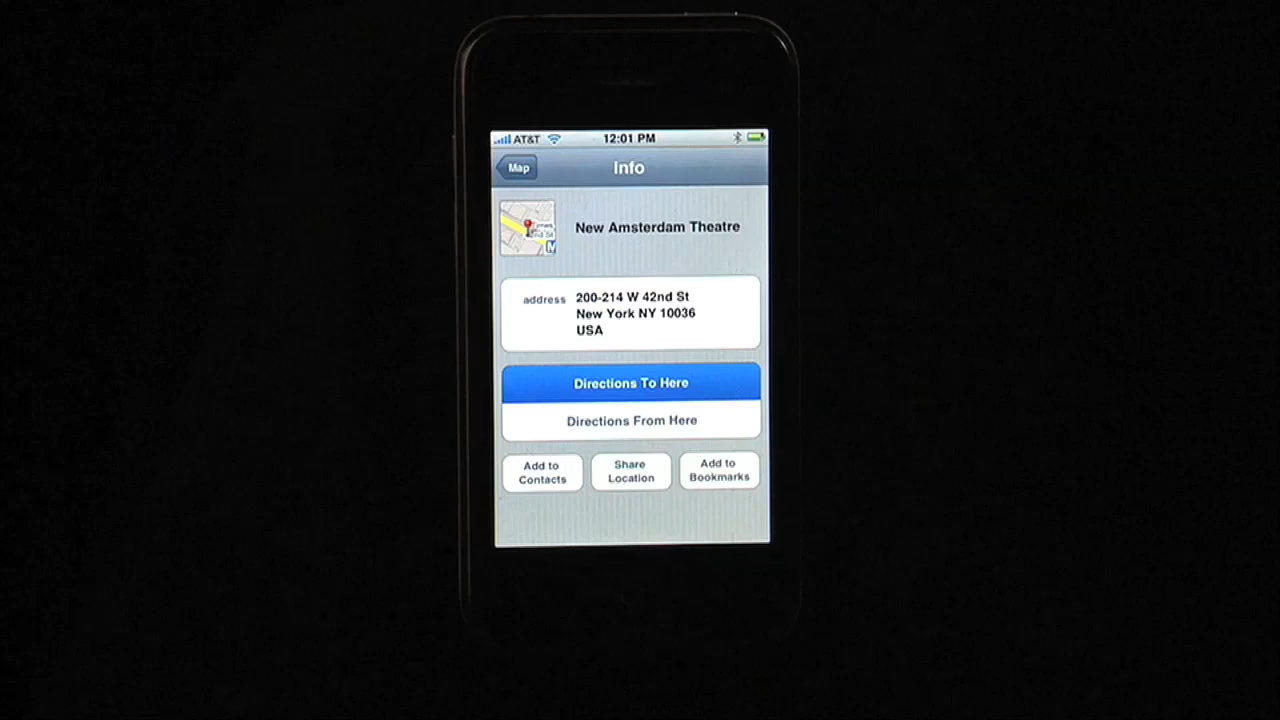 AT&T 12:01 PM
Map Info
New Amsterdam Theatre
address 200-214 W 42nd St
New York NY 10036
USA
Directions To Here
Directions From Here
Add to Contacts
Share Location
Add to Bookmarks